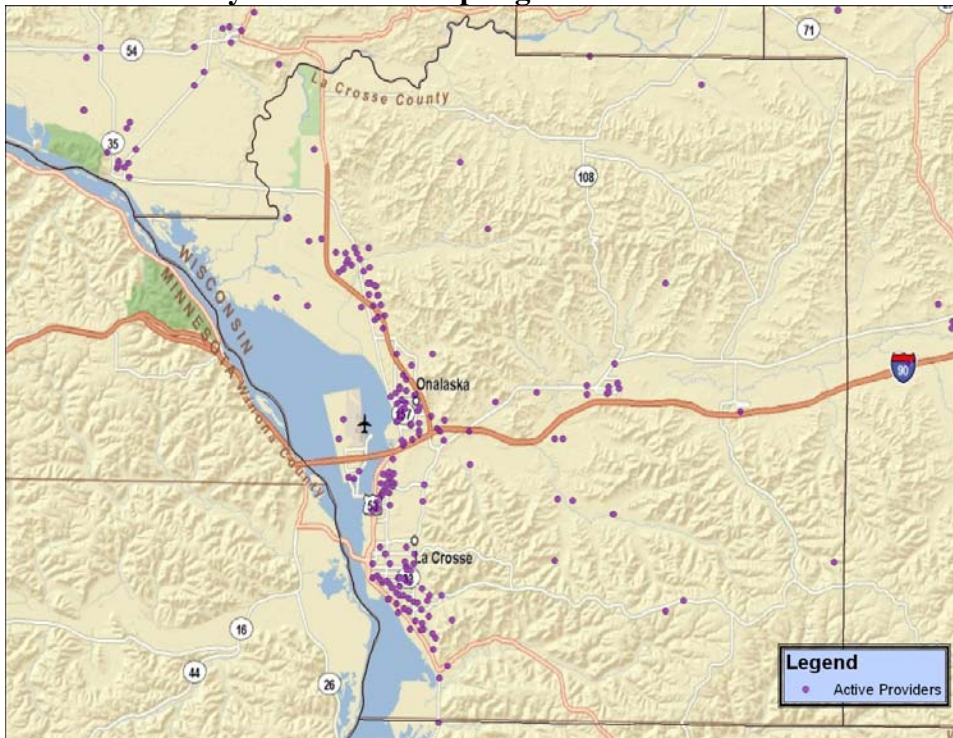 54
71
La Crosse County
35
108
WISCONSIN
MINNESOTA
Winona County
90
Onalaska
157
53
La Crosse
16
44
26
Legend
Active Providers